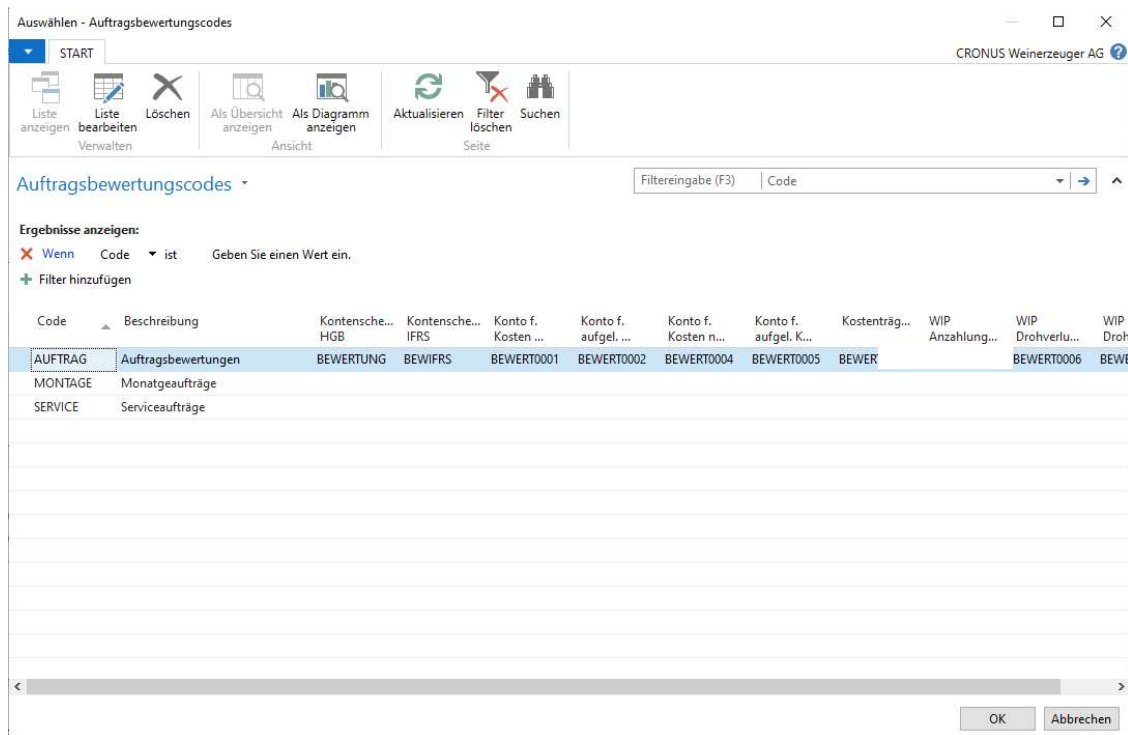 Auswählen - Auftragsbewertungscodes
START
CRONUS Weinerzeuger AG
Liste anzeigen
Liste bearbeiten
Löschen
Als Übersicht anzeigen
Als Diagramm anzeigen
Aktualisieren
Filter löschen
Suchen
Verwalten
Ansicht
Seite
Auftragsbewertungscodes
Filtereingabe (F3) Code
Ergebnisse anzeigen:
Wenn Code ist Geben Sie einen Wert ein.
Filter hinzufügen
Code Beschreibung Kontensche... HGB Kontensche... IFRS Konto f. Kosten ... Konto f. aufgel. ... Konto f. Kosten n... Konto f. aufgel. K... Kostenträg... WIP Anzahlung... WIP Drohverlu... WIP Droh
AUFTRAG Auftragsbewertungen BEWERTUNG BEWIFRS BEWERT0001 BEWERT0002 BEWERT0004 BEWERT0005 BEWER BEWERT0006 BEWE
MONTAGE Monatgeaufträge
SERVICE Serviceaufträge
OK Abbrechen